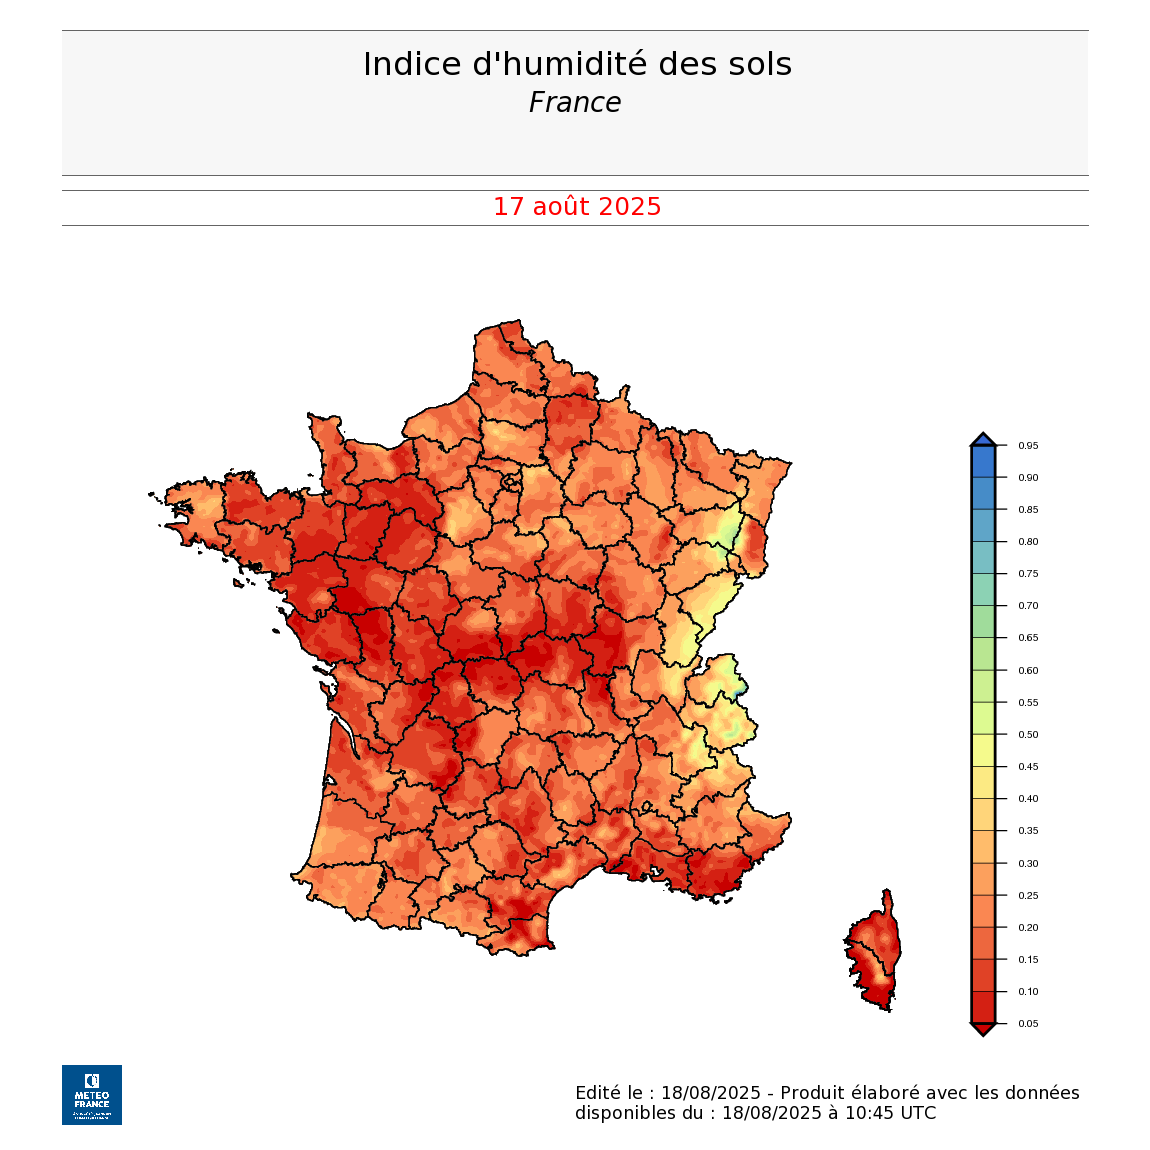 Indice d'humidité des sols
France
17 août 2025
0.95
0.90
0.85
0.80
0.75
0.70
0.65
0.60
0.55
0.50
0.45
0.40
0.35
0.30
0.25
0.20
0.15
0.10
0.05
METEO
FRANCE
Edité le : 18/08/2025 - Produit élaboré avec les données
disponibles du : 18/08/2025 à 10:45 UTC